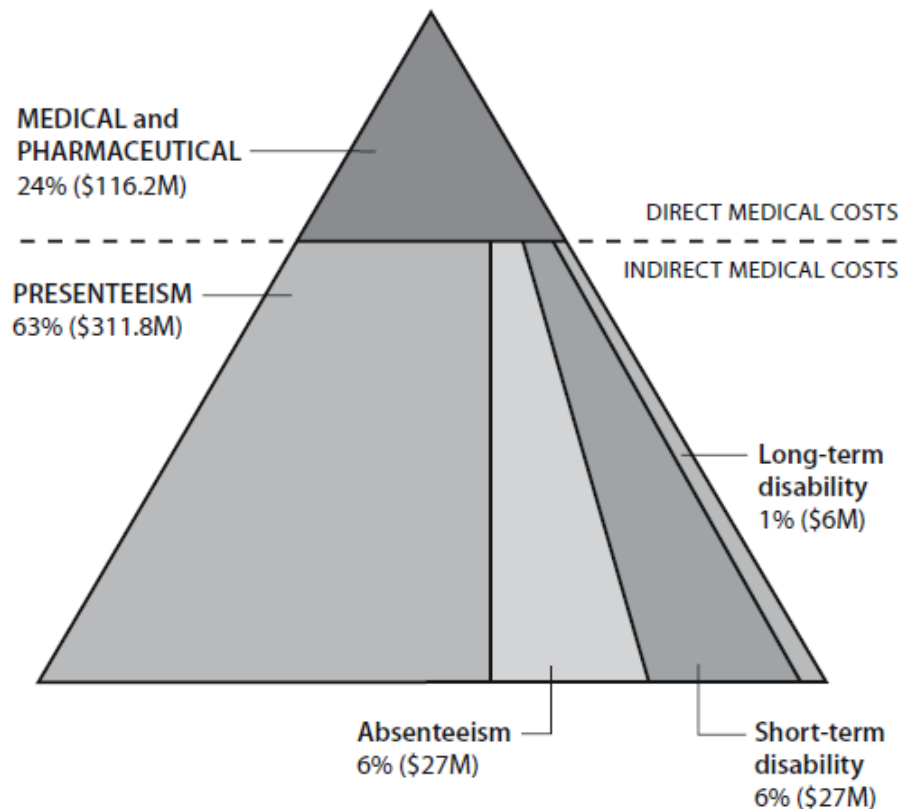 MEDICAL and
PHARMACEUTICAL
24% ($116.2M)
DIRECT MEDICAL COSTS
INDIRECT MEDICAL COSTS
PRESENTEEISM
63% ($311.8M)
Long-term
disability
1% ($6M)
Absenteeism
6% ($27M)
Short-term
disability
6% ($27M)